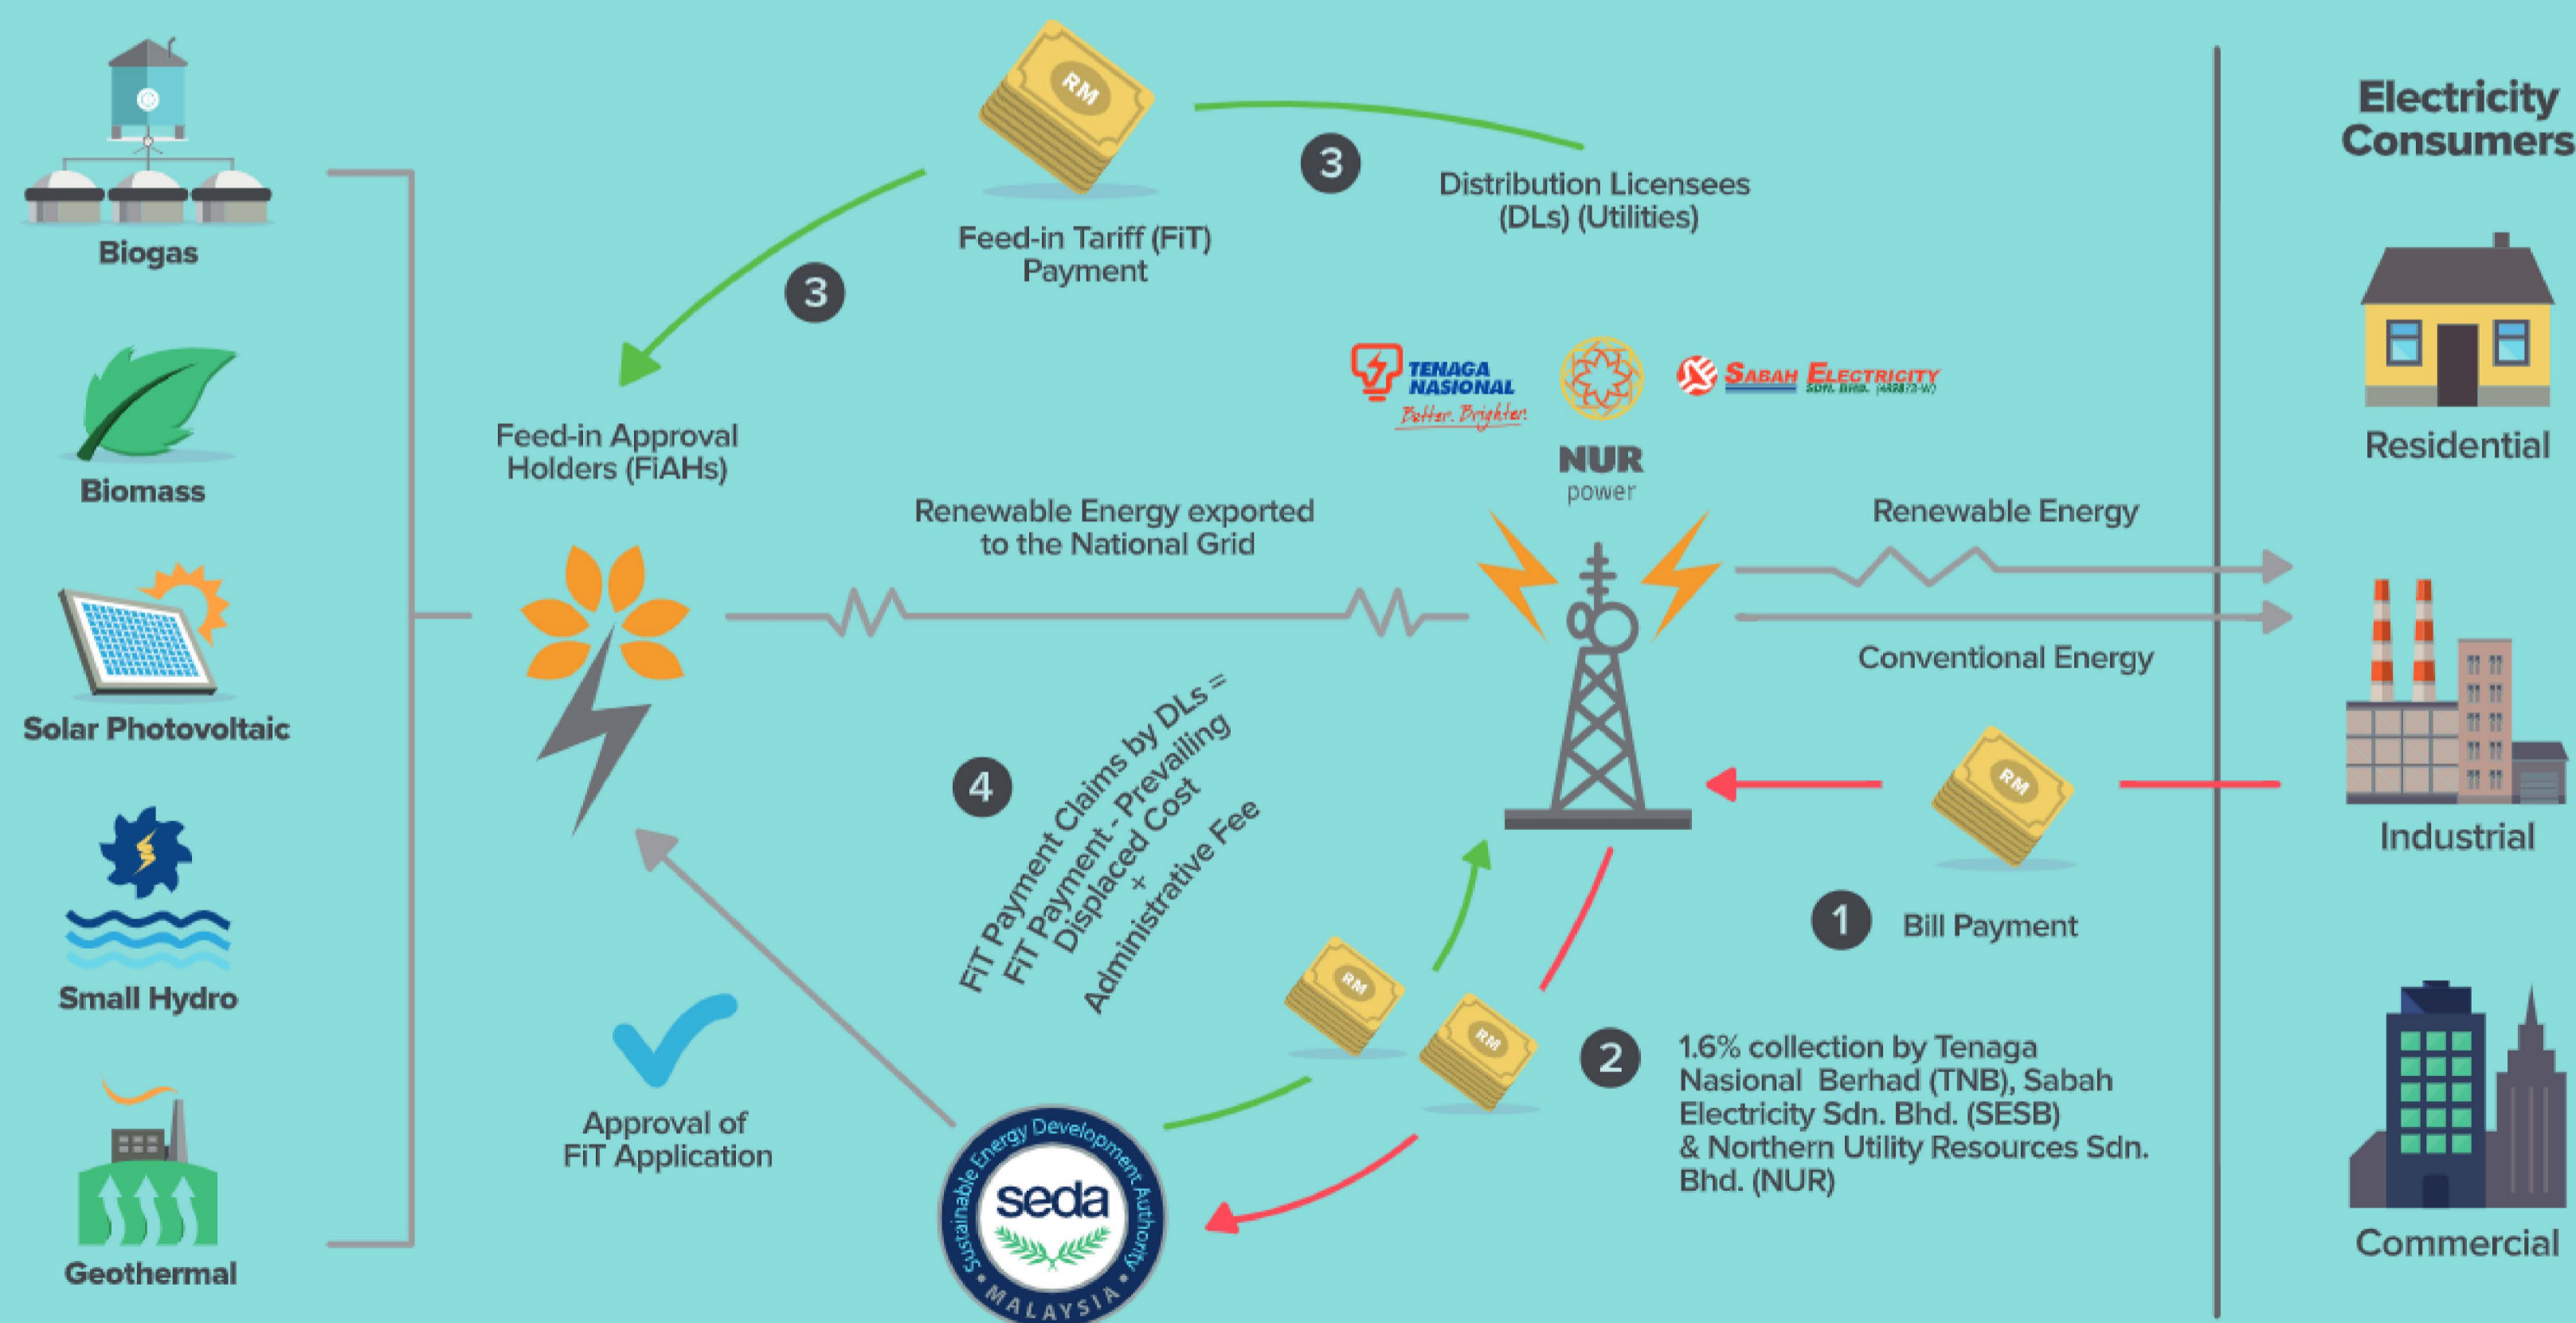 Biogas
Biomass
Solar Photovoltaic
Small Hydro
Geothermal
RM
Feed-in Tariff (FiT)
Payment
3
3
Distribution Licensees
(DLs) (Utilities)
Feed-in Approval
Holders (FiAHs)
TENAGA
NASIONAL
Better. Brighter.
NUR
power
SABAH ELECTRICITY
SDN. BHD.
Renewable Energy exported
to the National Grid
Renewable Energy
Conventional Energy
4
FiT Payment Claims by DLs =
FiT Payment - Prevailing
Displaced Cost
+
Administrative Fee
RM
1
Bill Payment
RM
RM
2
1.6% collection by Tenaga
Nasional Berhad (TNB), Sabah
Electricity Sdn. Bhd. (SESB)
& Northern Utility Resources Sdn.
Bhd. (NUR)
Approval of
FiT Application
Sustainable Energy Development Authority
seda
• MALAYSIA •
Electricity
Consumers
Residential
Industrial
Commercial